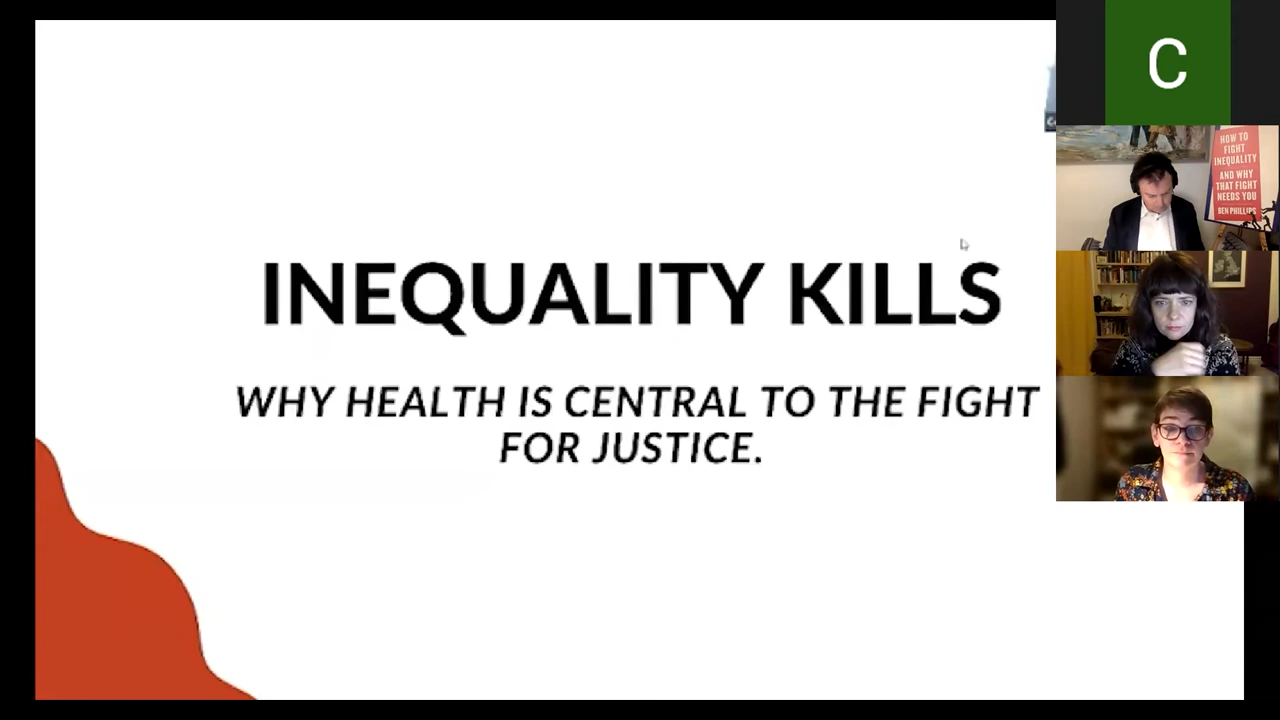 INEQUALITY KILLS
WHY HEALTH IS CENTRAL TO THE FIGHT
FOR JUSTICE.
C
HOW TO
FIGHT
INEQUALITY
AND WHY
THAT FIGHT
NEEDS YOU
BEN PHILLIPS